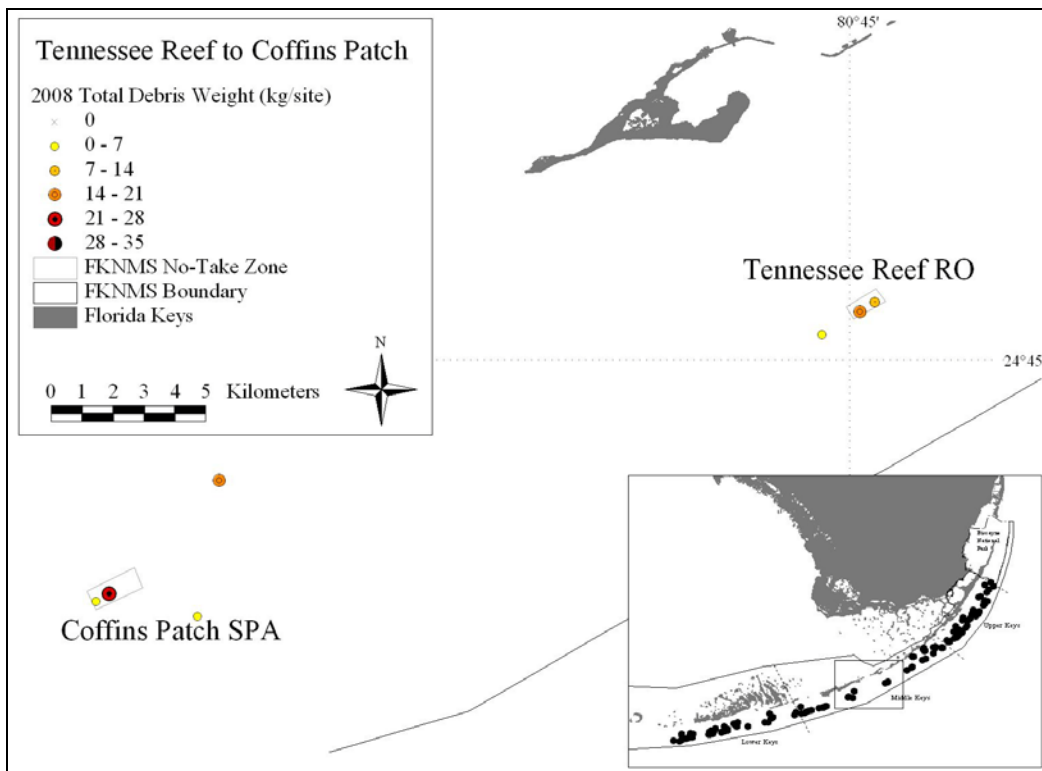 Tennessee Reef to Coffins Patch
2008 Total Debris Weight (kg/site)
0
0 - 7
7 - 14
14 - 21
21 - 28
28 - 35
FKNMS No-Take Zone
FKNMS Boundary
Florida Keys
N
0 1 2 3 4 5 Kilometers
80°45'
Tennessee Reef RO
24°45
Coffins Patch SPA
Biscayne
National
Park
Upper Keys
Middle Keys
Lower Keys